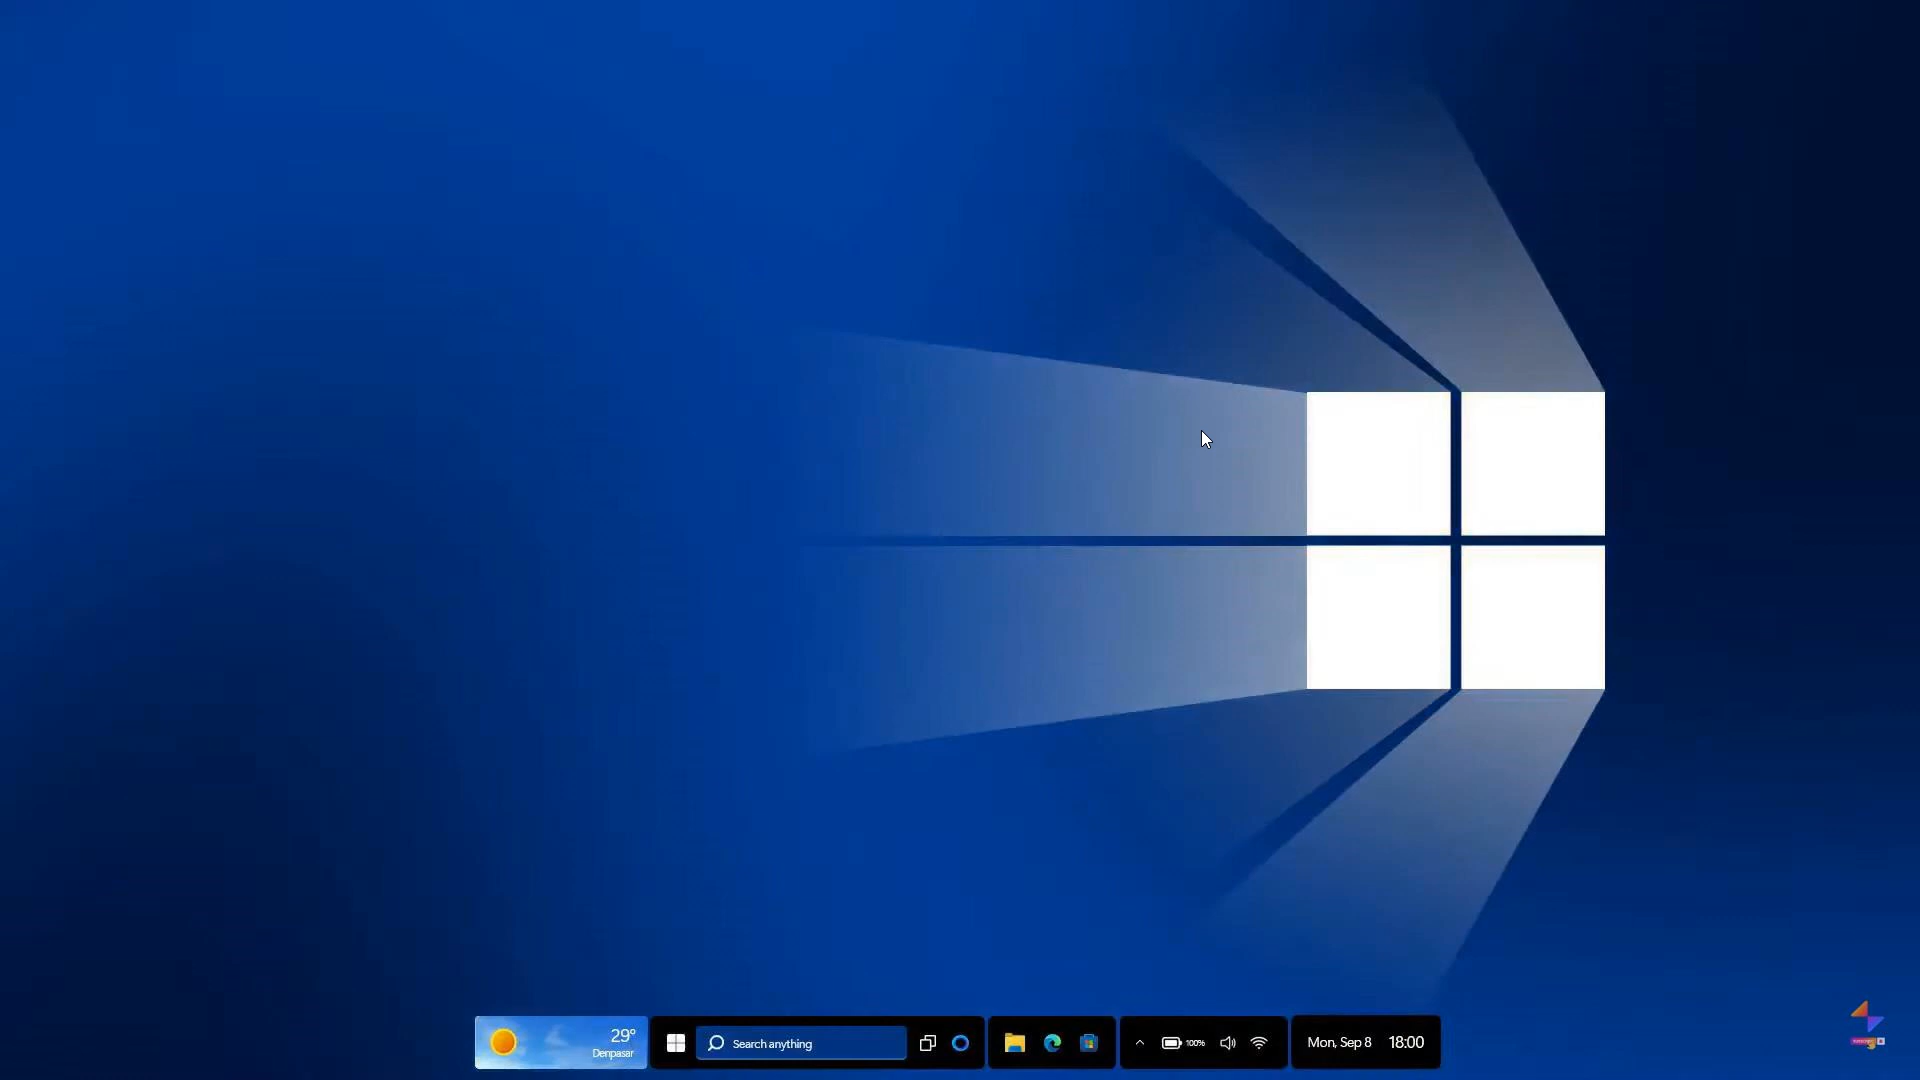 29°
Denpasar
Search anything
100%
Mon, Sep 8 18:00